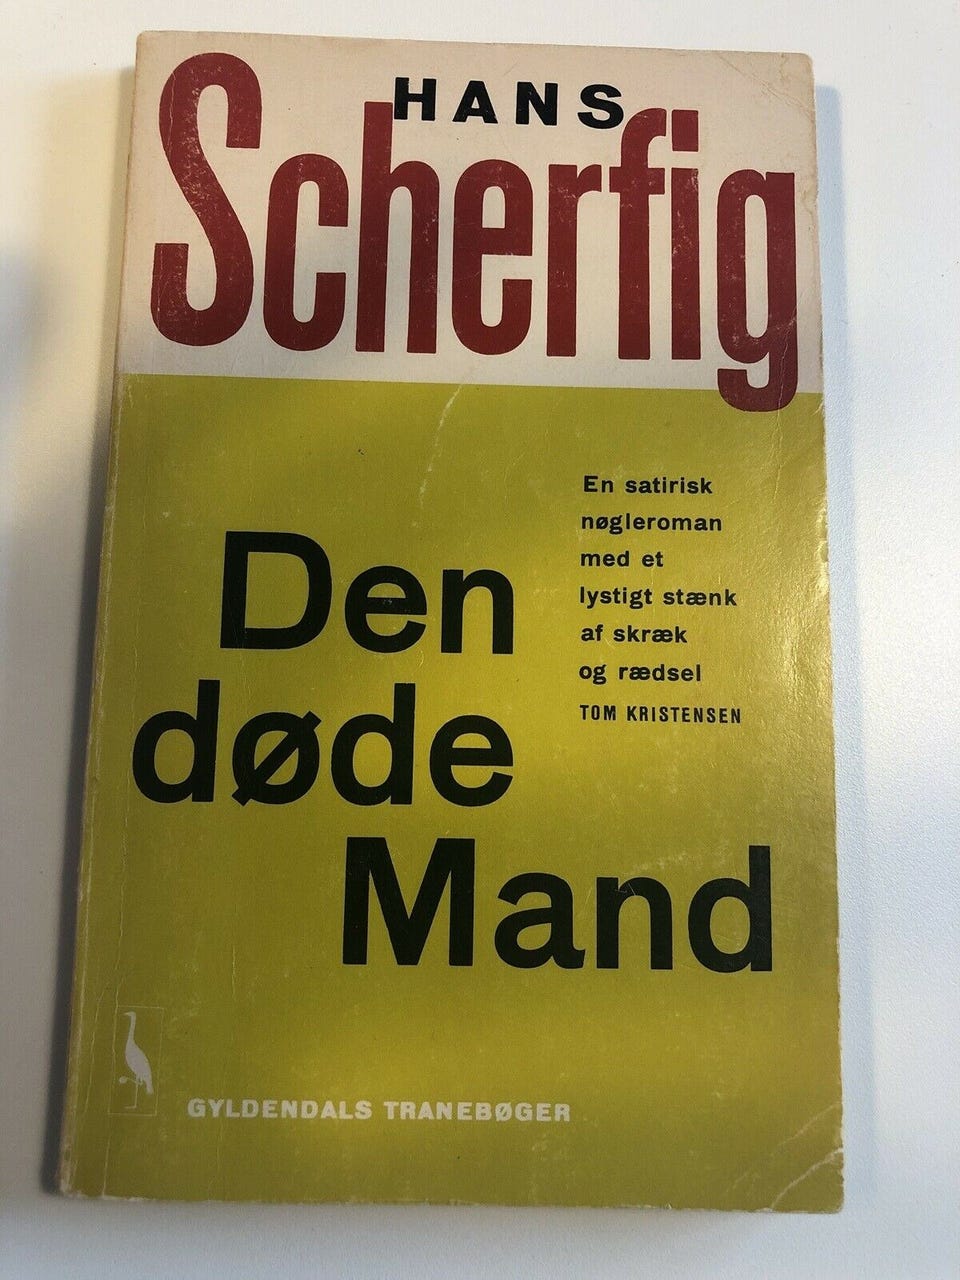 HANS
Scherfig
En satirisk
nøgleroman
med et
lystigt stænk
af skræk
og rædsel
TOM KRISTENSEN
Den
døde
Mand
GYLDENDALS TRANEBØGER